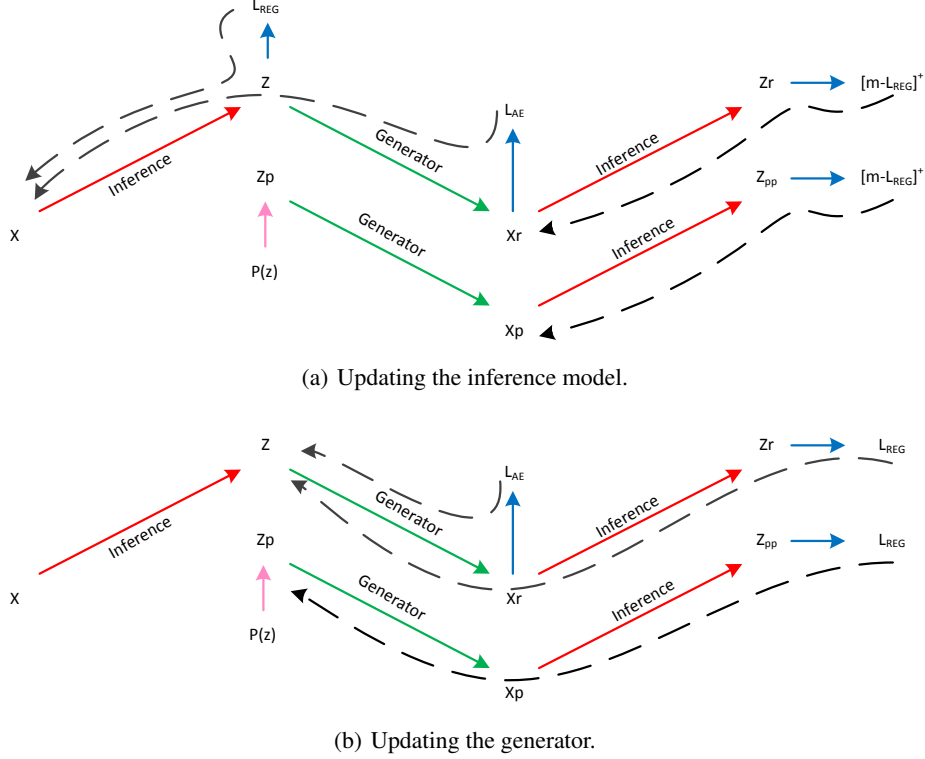 L_REG
Z
Zr
[m-L_REG]⁺
L_AE
Generator
Inference
Inference
Zp
Z_pp
[m-L_REG]⁺
X
Generator
Xr
Inference
P(z)
Xp
(a) Updating the inference model.
Z
Zr
L_REG
L_AE
Generator
Inference
Inference
Zp
Z_pp
L_REG
X
Generator
Xr
Inference
P(z)
Xp
(b) Updating the generator.